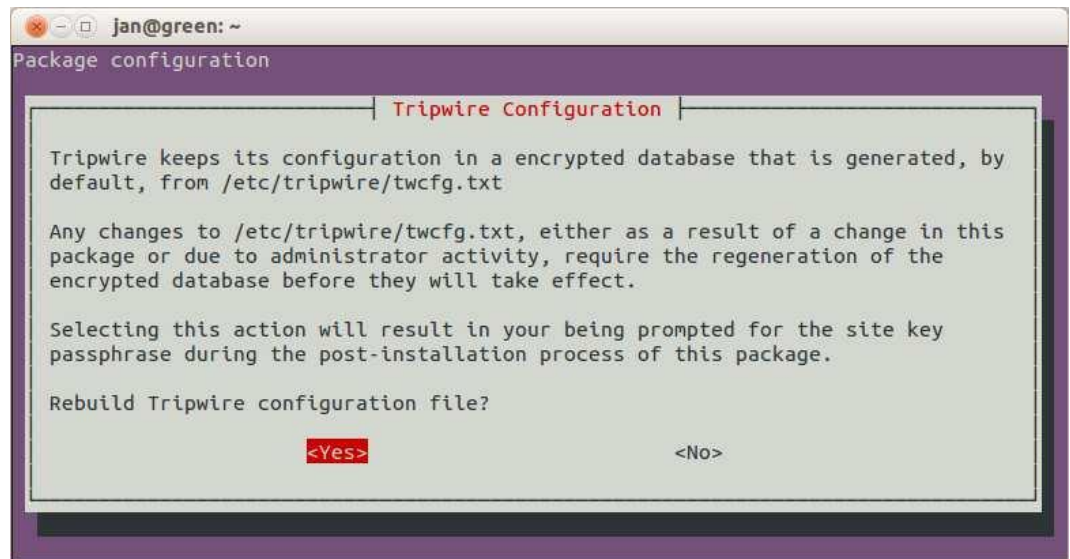 jan@green: ~
Package configuration
Tripwire Configuration
Tripwire keeps its configuration in a encrypted database that is generated, by
default, from /etc/tripwire/twcfg.txt
Any changes to /etc/tripwire/twcfg.txt, either as a result of a change in this
package or due to administrator activity, require the regeneration of the
encrypted database before they will take effect.
Selecting this action will result in your being prompted for the site key
passphrase during the post-installation process of this package.
Rebuild Tripwire configuration file?
<Yes> <No>